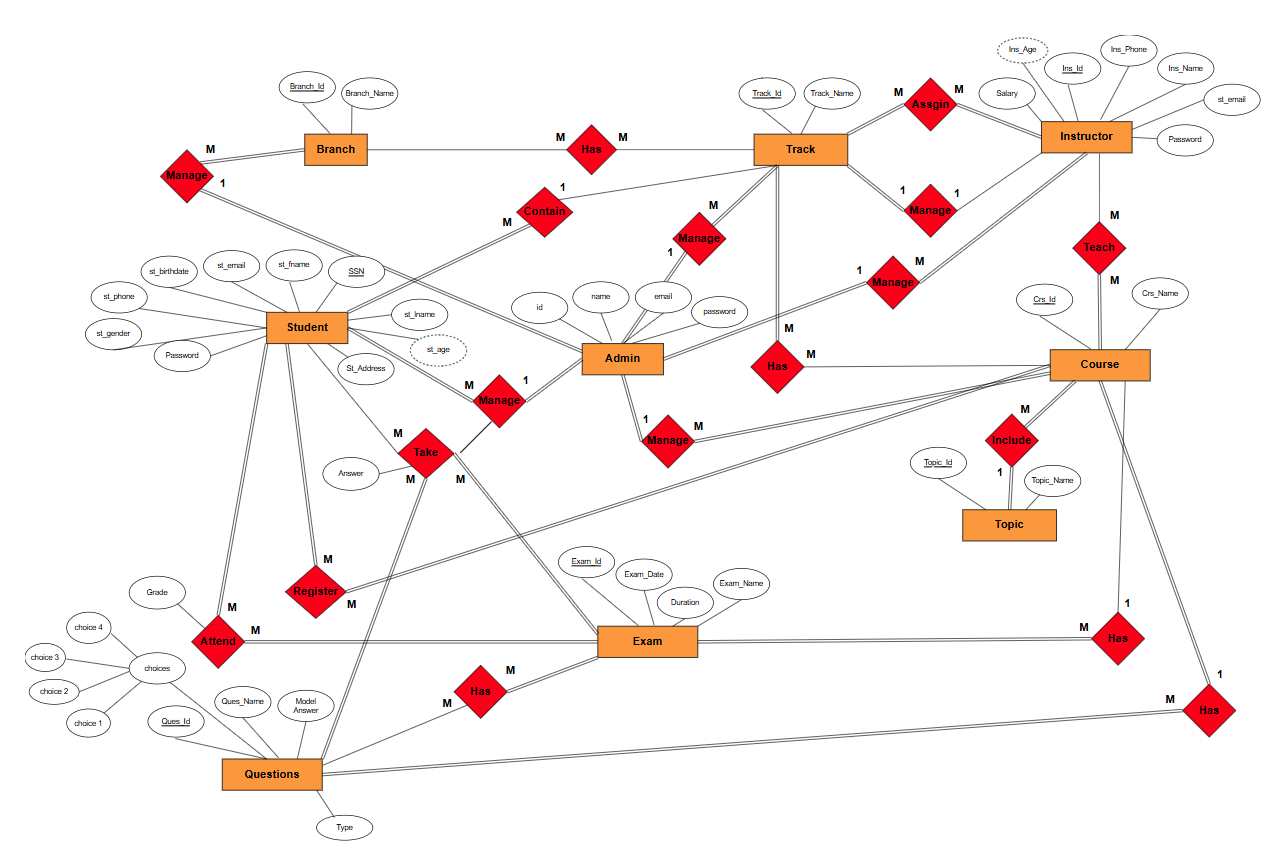 Ins_Age
Ins_Phone
Ins_Id
Ins_Name
Branch_Id
Branch_Name
Track_Id
Track_Name
Salary
st_email
M
M
Assgin
Instructor
Password
M
M
M
Branch
Has
Track
Manage
1
1
1
1
Manage
M
Contain
M
M
Manage
Teach
1
st_birthdate
st_email
st_fname
SSN
1
M
Manage
M
st_phone
id
name
email
password
Crs_Id
Crs_Name
st_gender
Student
st_lname
M
Password
st_age
Admin
M
Has
Course
St_Address
M
1
Manage
M
1
M
Manage
M
Take
Include
Answer
M
M
1
Topic_Id
Topic_Name
Topic
M
Exam_Id
Exam_Date
Exam_Name
Grade
Register
M
Duration
M
1
choice 4
Attend
M
Exam
M
Has
choice 3
choices
M
1
choice 2
Has
Ques_Name
Model
Answer
M
M
choice 1
Ques_Id
Has
Questions
Type